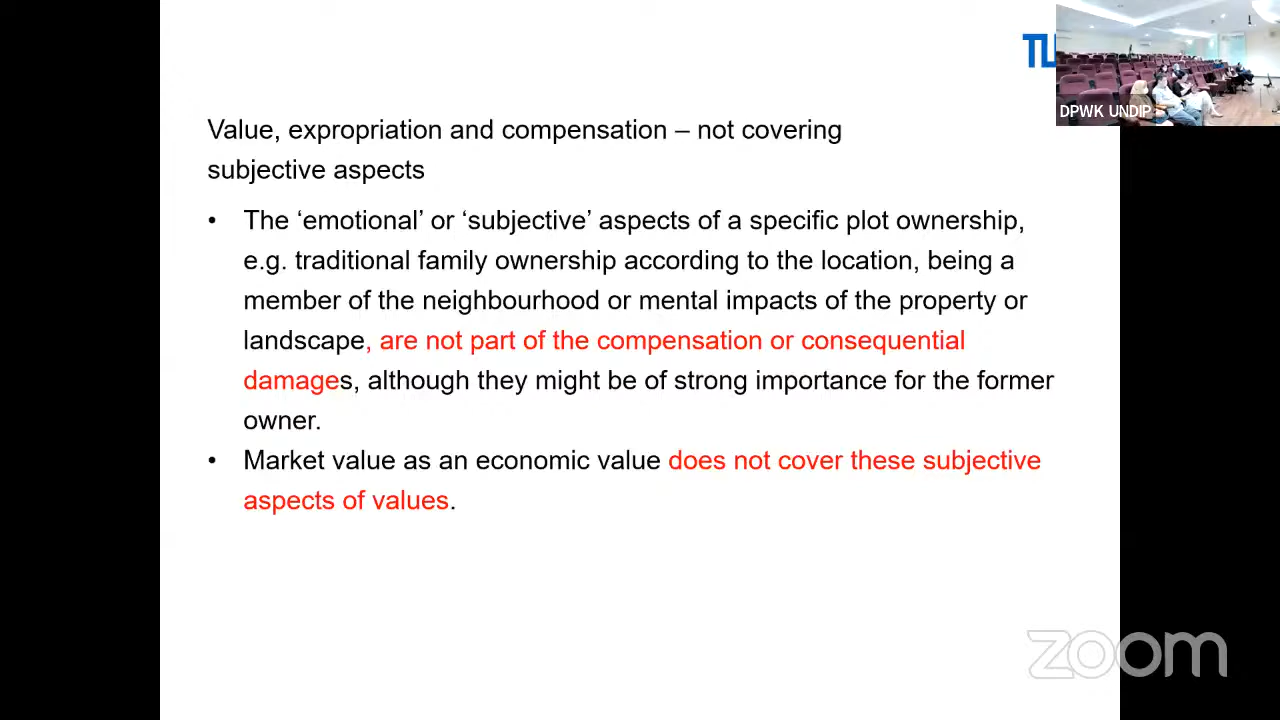 TU
DPWK UNDIP
Value, expropriation and compensation – not covering
subjective aspects
• The ‘emotional’ or ‘subjective’ aspects of a specific plot ownership,
e.g. traditional family ownership according to the location, being a
member of the neighbourhood or mental impacts of the property or
landscape, are not part of the compensation or consequential
damages, although they might be of strong importance for the former
owner.
• Market value as an economic value does not cover these subjective
aspects of values.
zoom